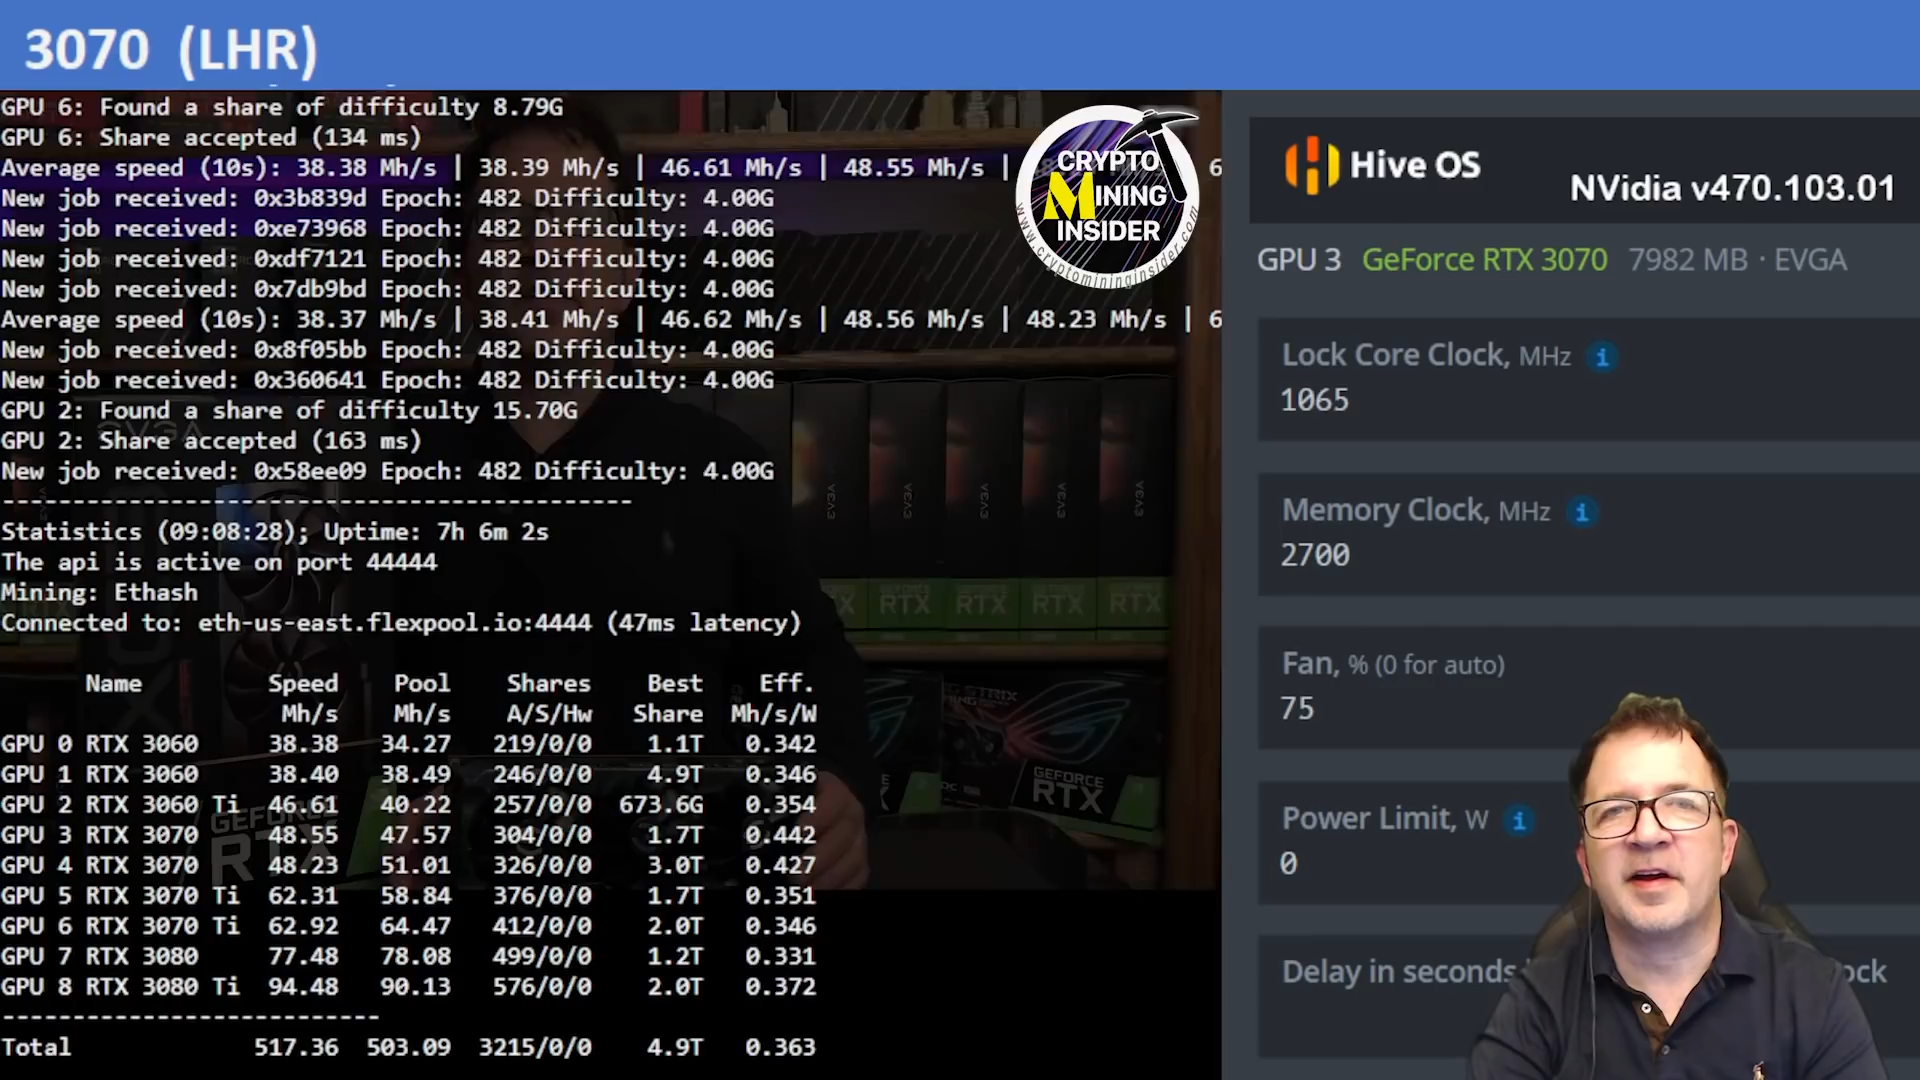 3070 (LHR)
GPU 6: Found a share of difficulty 8.79G
GPU 6: Share accepted (134 ms)
Average speed (10s): 38.38 Mh/s | 38.39 Mh/s | 46.61 Mh/s | 48.55 Mh/s | 6
New job received: 0x3b839d Epoch: 482 Difficulty: 4.00G
New job received: 0xe73968 Epoch: 482 Difficulty: 4.00G
New job received: 0xdf7121 Epoch: 482 Difficulty: 4.00G
New job received: 0x7db9bd Epoch: 482 Difficulty: 4.00G
Average speed (10s): 38.37 Mh/s | 38.41 Mh/s | 46.62 Mh/s | 48.56 Mh/s | 48.23 Mh/s | 6
New job received: 0x8f05bb Epoch: 482 Difficulty: 4.00G
New job received: 0x360641 Epoch: 482 Difficulty: 4.00G
GPU 2: Found a share of difficulty 15.70G
GPU 2: Share accepted (163 ms)
New job received: 0x58ee09 Epoch: 482 Difficulty: 4.00G
---------------------------------------------
Statistics (09:08:28); Uptime: 7h 6m 2s
The api is active on port 44444
Mining: Ethash
Connected to: eth-us-east.flexpool.io:4444 (47ms latency)
Name Speed Pool Shares Best Eff.
Mh/s Mh/s A/S/Hw Share Mh/s/W
GPU 0 RTX 3060 38.38 34.27 219/0/0 1.1T 0.342
GPU 1 RTX 3060 38.40 38.49 246/0/0 4.9T 0.346
GPU 2 RTX 3060 Ti 46.61 40.22 257/0/0 673.6G 0.354
GPU 3 RTX 3070 48.55 47.57 304/0/0 1.7T 0.442
GPU 4 RTX 3070 48.23 51.01 326/0/0 3.0T 0.427
GPU 5 RTX 3070 Ti 62.31 58.84 376/0/0 1.7T 0.351
GPU 6 RTX 3070 Ti 62.92 64.47 412/0/0 2.0T 0.346
GPU 7 RTX 3080 77.48 78.08 499/0/0 1.2T 0.331
GPU 8 RTX 3080 Ti 94.48 90.13 576/0/0 2.0T 0.372
---------------------------
Total 517.36 503.09 3215/0/0 4.9T 0.363
CRYPTO
MINING
INSIDER
www.cryptomininginsider.com
EVGA
EVGA
EVGA
EVGA
EVGA
EVGA
RTX
RTX
RTX
RTX
STRIX
GEFORCE
RTX
GEFORCE
RTX
Hive OS
NVidia v470.103.01
GPU 3 GeForce RTX 3070 7982 MB · EVGA
Lock Core Clock, MHz i
1065
Memory Clock, MHz i
2700
Fan, % (0 for auto)
75
Power Limit, W i
0
Delay in seconds ock